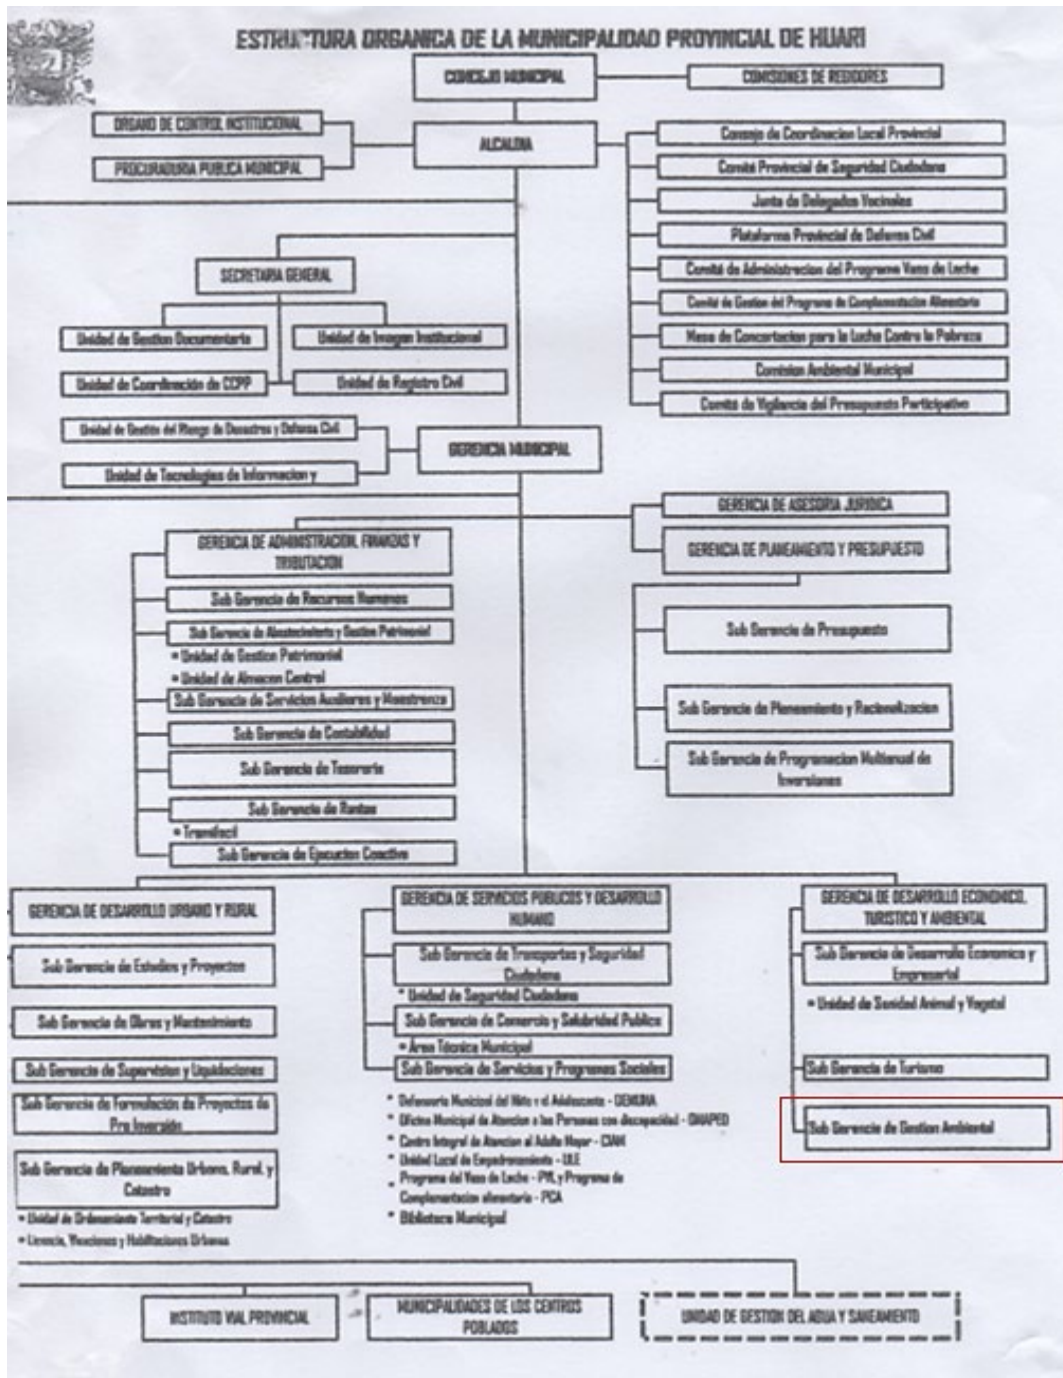 ESTRUCTURA ORGANICA DE LA MUNICIPALIDAD PROVINCIAL DE HUARI
CONCEJO MUNICIPAL
COMISIONES DE REGIDORES
ORGANO DE CONTROL INSTITUCIONAL
PROCURADURIA PUBLICA MUNICIPAL
ALCALDIA
Consejo de Coordinacion Local Provincial
Comité Provincial de Seguridad Ciudadana
Junta de Delegados Vecinales
Plataforma Provincial de Defensa Civil
Comité de Administracion del Programa Vaso de Leche
Comité de Gestion del Programa de Complementacion Alimentaria
Mesa de Concertacion para la Lucha Contra la Pobreza
Comision Ambiental Municipal
Comité de Vigilancia del Presupuesto Participativo
SECRETARIA GENERAL
Unidad de Gestion Documentaria
Unidad de Imagen Institucional
Unidad de Coordinación de CCPP
Unidad de Registro Civil
Unidad de Gestión del Riesgo de Desastres y Defensa Civil
Unidad de Tecnologias de Informacion y
GERENCIA MUNICIPAL
GERENCIA DE ASESORIA JURIDICA
GERENCIA DE PLANEAMIENTO Y PRESUPUESTO
Sub Gerencia de Presupuesto
Sub Gerencia de Planeamiento y Racionalizacion
Sub Gerencia de Programacion Multianual de
Inversiones
GERENCIA DE ADMINISTRACION, FINANZAS Y
TRIBUTACION
Sub Gerencia de Recursos Humanos
Sub Gerencia de Abastecimiento y Gestion Patrimonial
• Unidad de Gestion Patrimonial
• Unidad de Almacen Central
Sub Gerencia de Servicios Auxiliares y Maestranza
Sub Gerencia de Contabilidad
Sub Gerencia de Tesoreria
Sub Gerencia de Rentas
• Tramifacil
Sub Gerencia de Ejecucion Coactiva
GERENCIA DE DESARROLLO URBANO Y RURAL
Sub Gerencia de Estudios y Proyectos
Sub Gerencia de Obras y Mantenimiento
Sub Gerencia de Supervision y Liquidaciones
Sub Gerencia de Formulación de Proyectos de
Pre Inversión
Sub Gerencia de Planeamiento Urbano, Rural, y
Catastro
• Unidad de Ordenamiento Territorial y Catastro
• Licencia, Visaciones y Habilitaciones Urbanas
GERENCIA DE SERVICIOS PUBLICOS Y DESARROLLO
HUMANO
Sub Gerencia de Transportes y Seguridad
Ciudadana
* Unidad de Seguridad Ciudadana
Sub Gerencia de Comercio y Salubridad Publica
• Área Técnica Municipal
Sub Gerencia de Servicios y Programas Sociales
* Defensoria Municipal del Niño y el Adolescente - DEMUNA
* Oficina Municipal de Atencion a las Personas con discapacidad - OMAPED
* Centro Integral de Atencion al Adulto Mayor - CIAM
* Unidad Local de Empadronamiento - ULE
* Programa del Vaso de Leche - PVL y Programa de
Complementacion alimentaria - PCA
* Biblioteca Municipal
GERENCIA DE DESARROLLO ECONOMICO,
TURISTICO Y AMBIENTAL
Sub Gerencia de Desarrollo Economico y
Empresarial
• Unidad de Sanidad Animal y Vegetal
Sub Gerencia de Turismo
Sub Gerencia de Gestion Ambiental
INSTITUTO VIAL PROVINCIAL
MUNICIPALIDADES DE LOS CENTROS
POBLADOS
UNIDAD DE GESTION DEL AGUA Y SANEAMIENTO